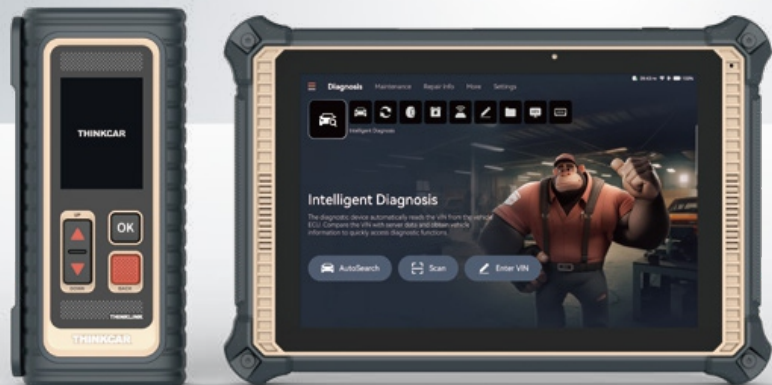 THINKCAR
UP
OK
DOWN
BACK
THINKLINK
THINKCAR
Diagnosis Maintenance Repair Info More Settings
Intelligent Diagnosis
Intelligent Diagnosis
The diagnostic device automatically reads the VIN from the vehicle
ECU. Compare the VIN with server data and obtain vehicle
information to quickly access diagnostic functions.
AutoSearch Scan Enter VIN